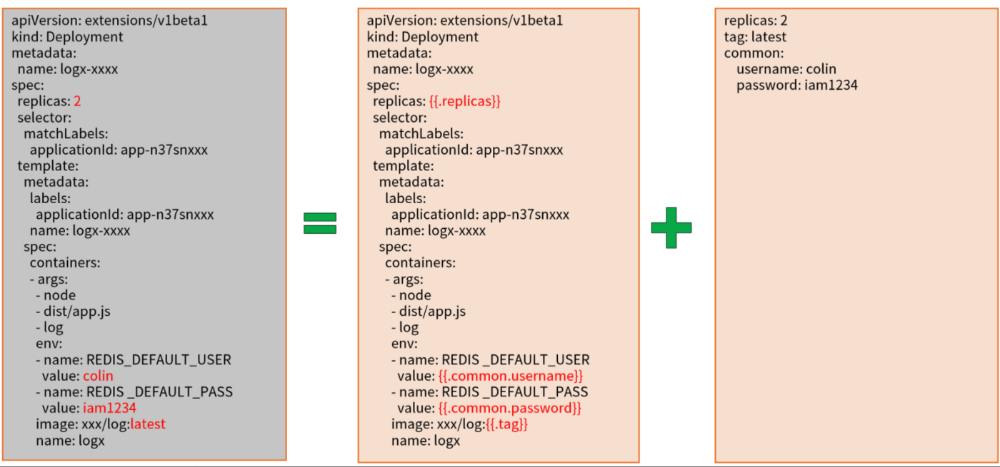 apiVersion: extensions/v1beta1
kind: Deployment
metadata:
  name: logx-xxxx
spec:
  replicas: 2
  selector:
    matchLabels:
      applicationId: app-n37snxxx
  template:
    metadata:
      labels:
        applicationId: app-n37snxxx
      name: logx-xxxx
    spec:
      containers:
      - args:
        - node
        - dist/app.js
        - log
        env:
        - name: REDIS_DEFAULT_USER
          value: colin
        - name: REDIS _DEFAULT_PASS
          value: iam1234
        image: xxx/log:latest
        name: logx
apiVersion: extensions/v1beta1
kind: Deployment
metadata:
  name: logx-xxxx
spec:
  replicas: {{.replicas}}
  selector:
    matchLabels:
      applicationId: app-n37snxxx
  template:
    metadata:
      labels:
        applicationId: app-n37snxxx
      name: logx-xxxx
    spec:
      containers:
      - args:
        - node
        - dist/app.js
        - log
        env:
        - name: REDIS _DEFAULT_USER
          value: {{.common.username}}
        - name: REDIS _DEFAULT_PASS
          value: {{.common.password}}
        image: xxx/log:{{.tag}}
        name: logx
replicas: 2
tag: latest
common:
    username: colin
    password: iam1234